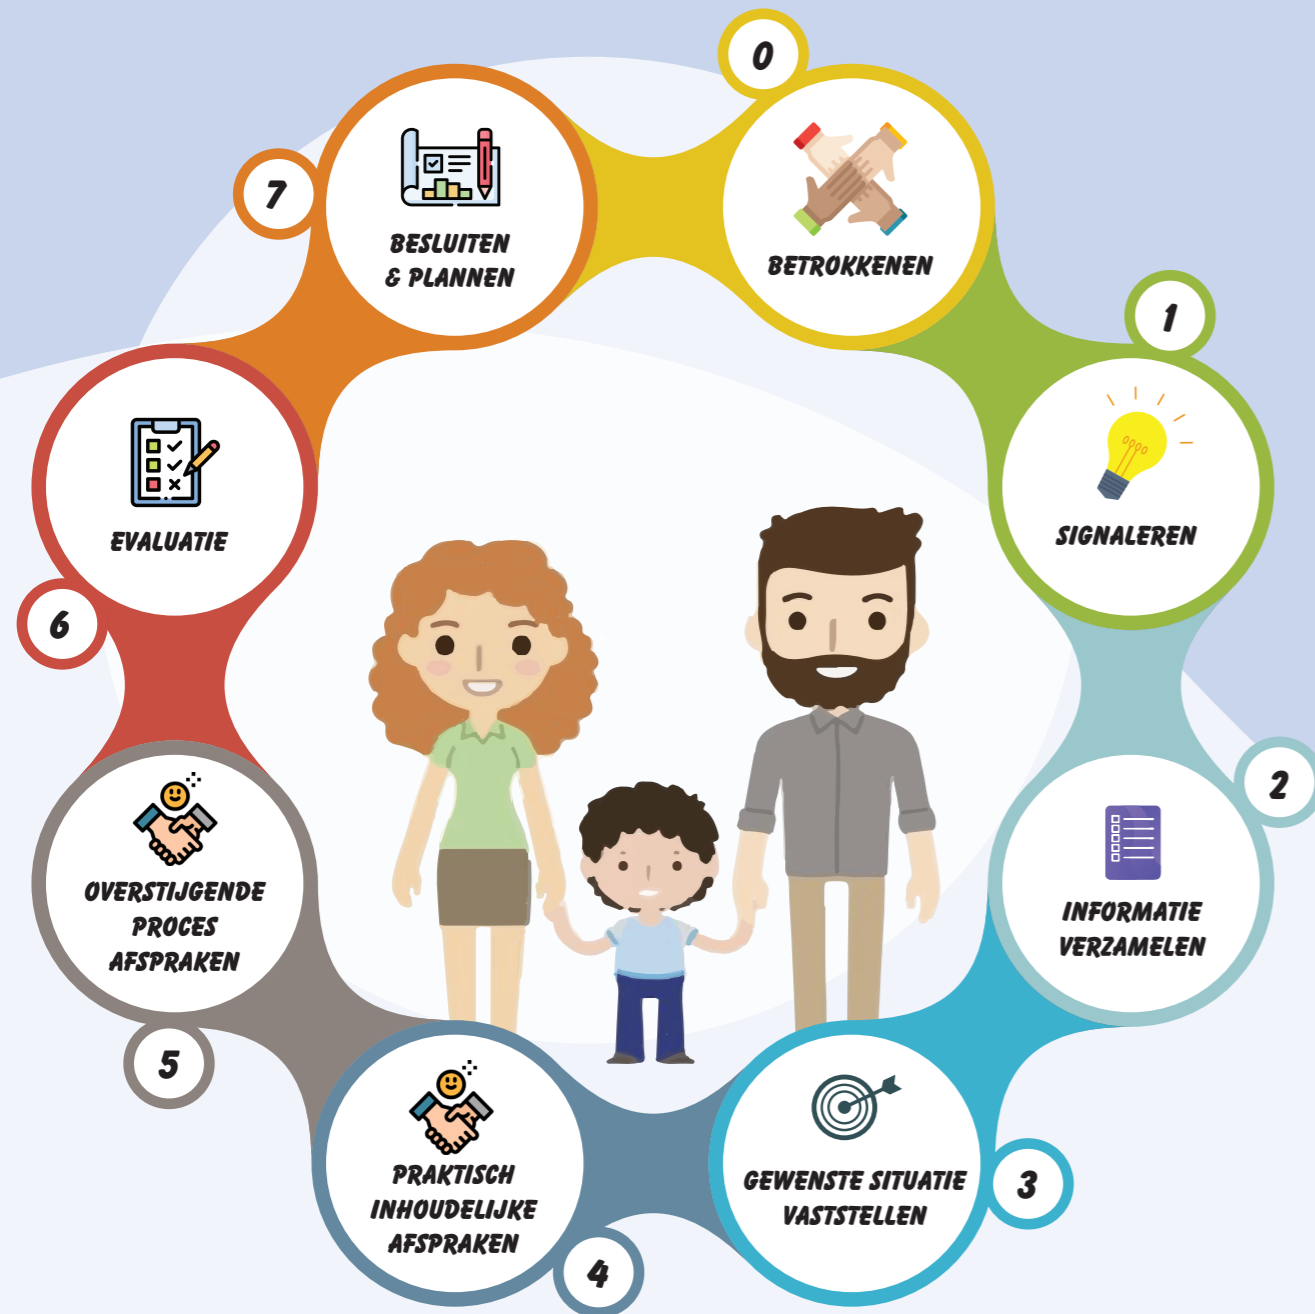 0
BETROKKENEN
1
SIGNALEREN
2
INFORMATIE
VERZAMELEN
3
GEWENSTE SITUATIE
VASTSTELLEN
4
PRAKTISCH
INHOUDELIJKE
AFSPRAKEN
5
OVERSTIJGENDE
PROCES
AFSPRAKEN
6
EVALUATIE
7
BESLUITEN
& PLANNEN